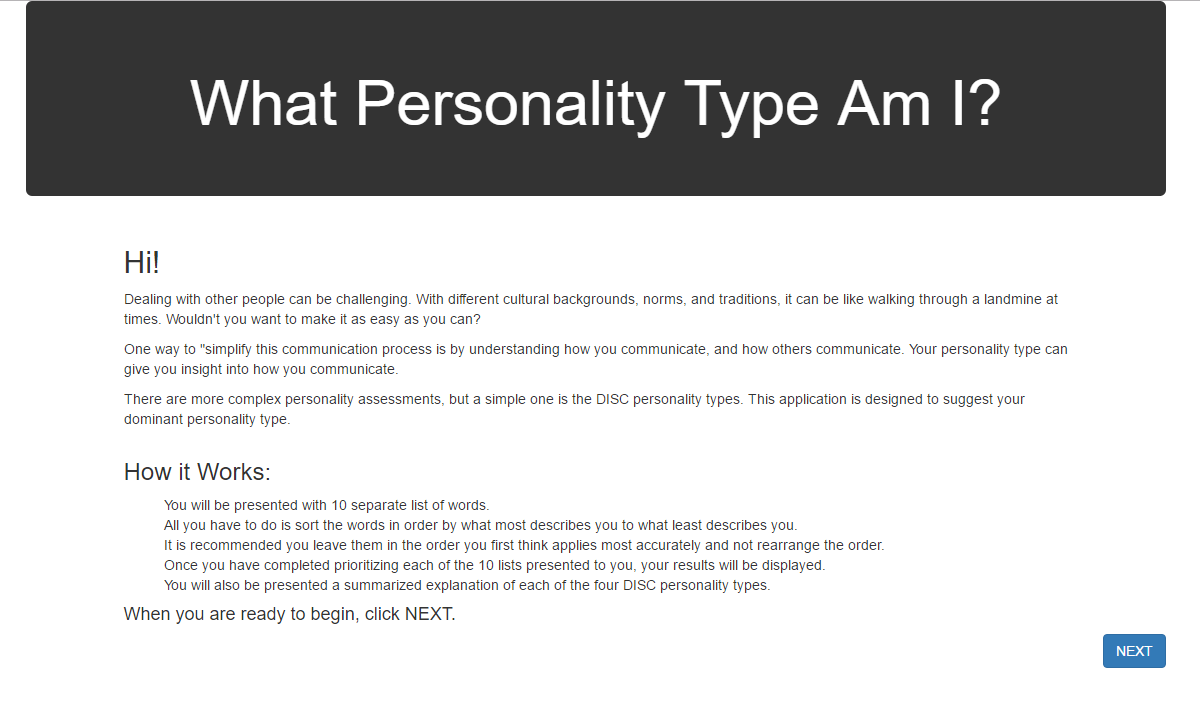 What Personality Type Am I?
Hi!
Dealing with other people can be challenging. With different cultural backgrounds, norms, and traditions, it can be like walking through a landmine at
times. Wouldn't you want to make it as easy as you can?
One way to "simplify this communication process is by understanding how you communicate, and how others communicate. Your personality type can
give you insight into how you communicate.
There are more complex personality assessments, but a simple one is the DISC personality types. This application is designed to suggest your
dominant personality type.
How it Works:
You will be presented with 10 separate list of words.
All you have to do is sort the words in order by what most describes you to what least describes you.
It is recommended you leave them in the order you first think applies most accurately and not rearrange the order.
Once you have completed prioritizing each of the 10 lists presented to you, your results will be displayed.
You will also be presented a summarized explanation of each of the four DISC personality types.
When you are ready to begin, click NEXT.
NEXT